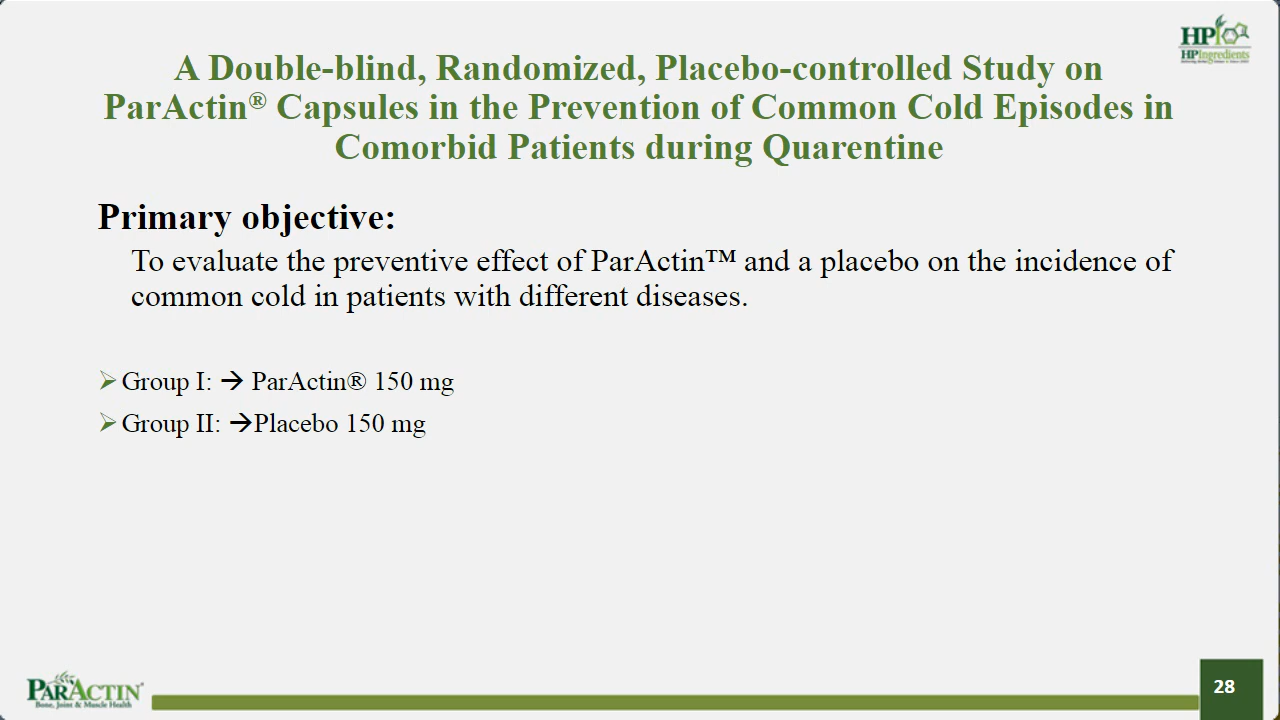 HP
HPIngredients
A Double-blind, Randomized, Placebo-controlled Study on
ParActin® Capsules in the Prevention of Common Cold Episodes in
Comorbid Patients during Quarentine
Primary objective:
To evaluate the preventive effect of ParActin™ and a placebo on the incidence of
common cold in patients with different diseases.
➢ Group I: → ParActin® 150 mg
➢ Group II: →Placebo 150 mg
PARACTIN®
Bone, Joint & Muscle Health
28